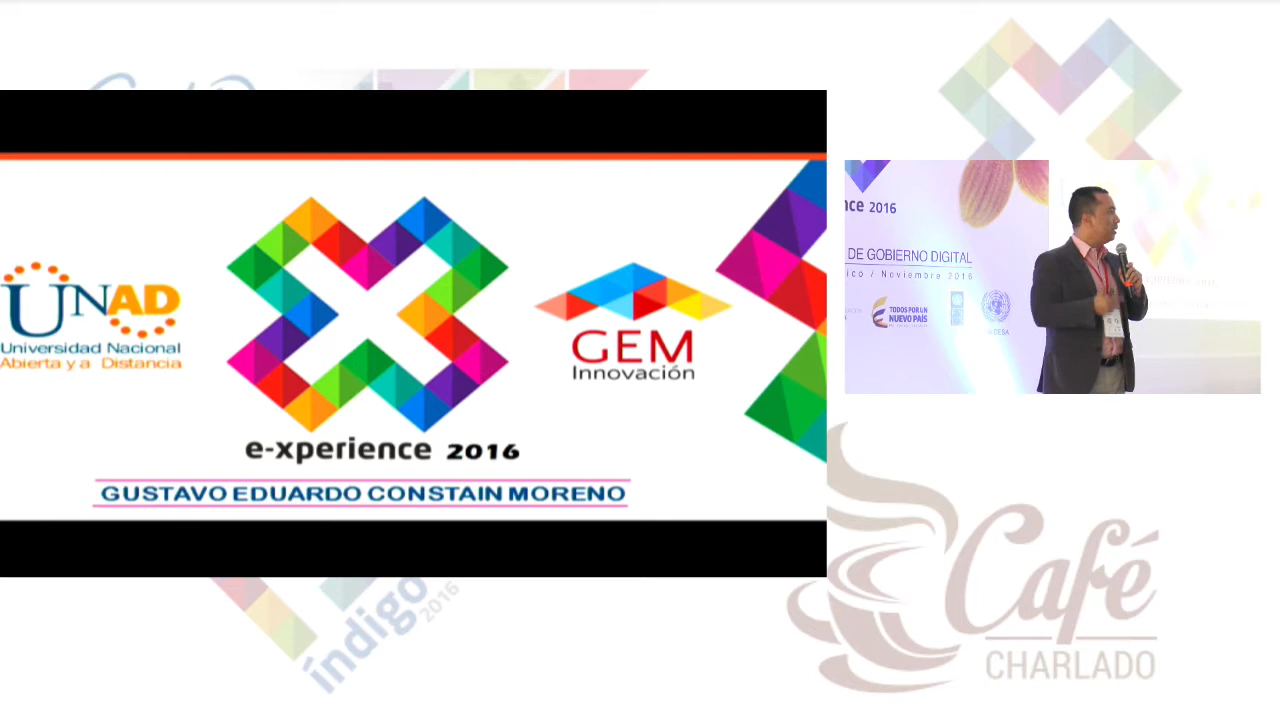 UNAD
Universidad Nacional
Abierta y a Distancia
GEM
Innovación
e-xperience 2016
GUSTAVO EDUARDO CONSTAIN MORENO
nce 2016
DE GOBIERNO DIGITAL
ico / Noviembre 2016
TODOS POR UN
NUEVO PAÍS
índigo 2016
Café
CHARLADO